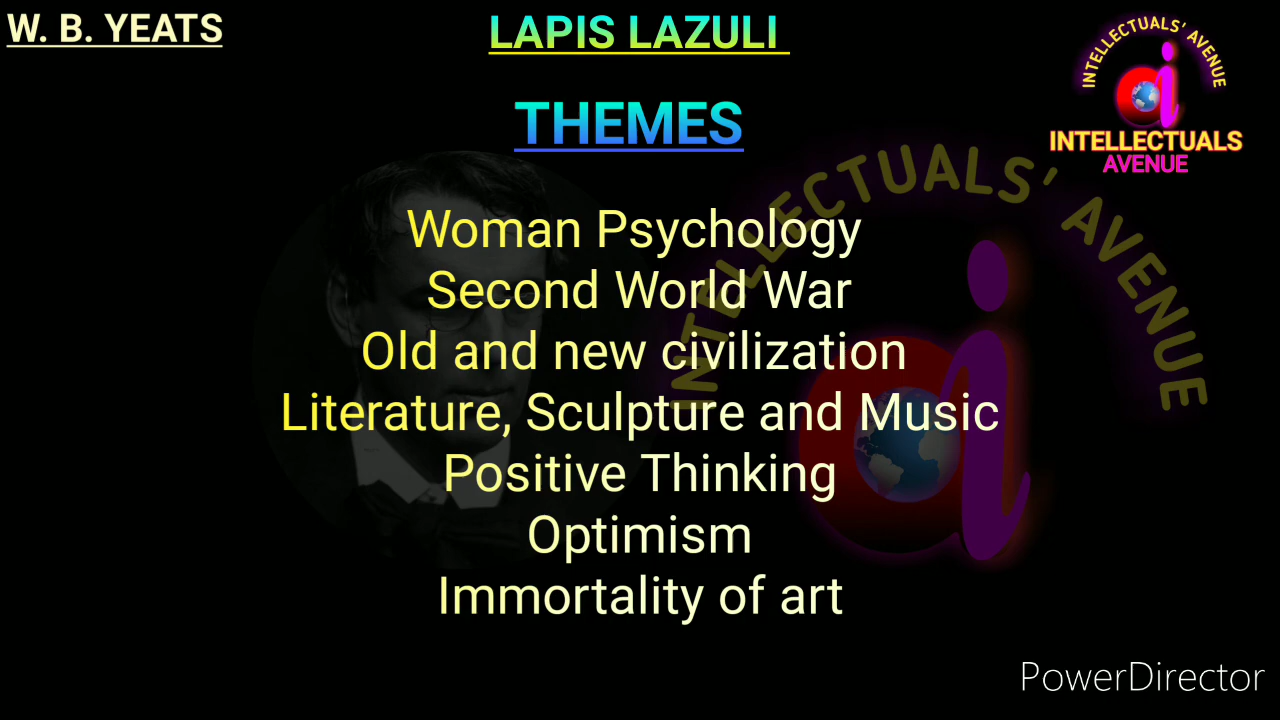 W. B. YEATS
LAPIS LAZULI
INTELLECTUALS' AVENUE
INTELLECTUALS
AVENUE
THEMES
INTELLECTUALS' AVENUE
Woman Psychology
Second World War
Old and new civilization
Literature, Sculpture and Music
Positive Thinking
Optimism
Immortality of art
PowerDirector